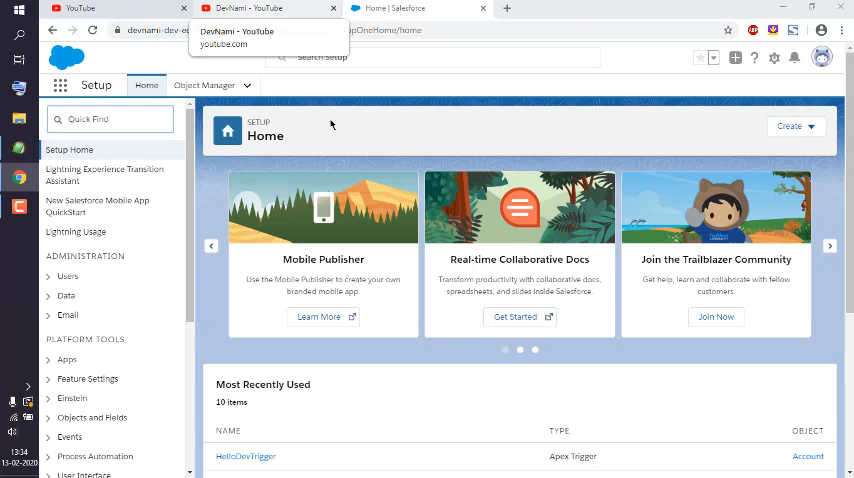 YouTube
DevNami - YouTube
Home | Salesforce
devnami-dev-ed
upOneHome/home
DevNami - YouTube
youtube.com
Search Setup
Setup
Home
Object Manager
Quick Find
SETUP
Home
Create
Setup Home
Lightning Experience Transition
Assistant
New Salesforce Mobile App
QuickStart
Lightning Usage
ADMINISTRATION
Users
Data
Email
PLATFORM TOOLS
Apps
Feature Settings
Einstein
Objects and Fields
Events
Process Automation
User Interface
Mobile Publisher
Use the Mobile Publisher to create your own
branded mobile app.
Learn More
Real-time Collaborative Docs
Transform productivity with collaborative docs,
spreadsheets, and slides inside Salesforce.
Get Started
Join the Trailblazer Community
Get help, learn and collaborate with fellow
customers.
Join Now
Most Recently Used
10 items
NAME
TYPE
OBJECT
HelloDevTrigger
Apex Trigger
Account
13:34
13-02-2020